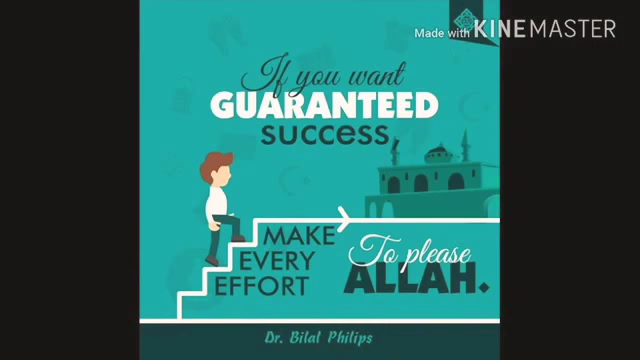 Made with KINEMASTER
If you want
GUARANTEED
success,
MAKE
EVERY
EFFORT
To please
ALLAH.
Dr. Bilal Philips